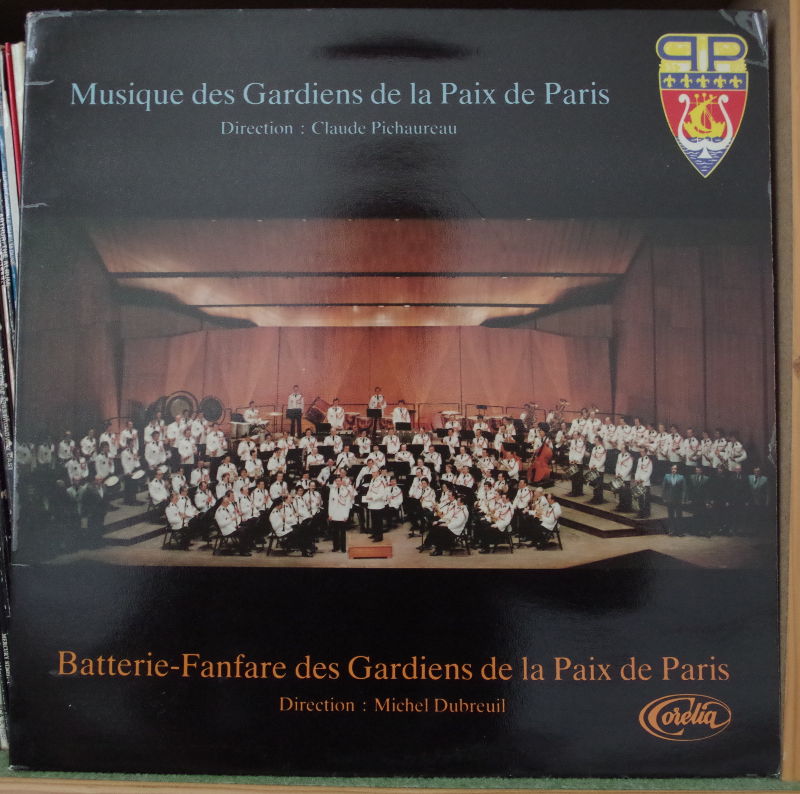 PP
Musique des Gardiens de la Paix de Paris
Direction : Claude Pichaureau
Batterie-Fanfare des Gardiens de la Paix de Paris
Direction : Michel Dubreuil
Corelia